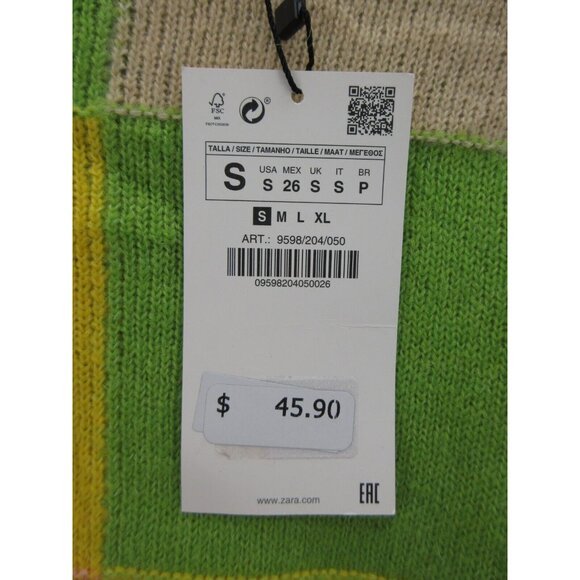 FSC
MIX
TALLA / SIZE / TAMANHO / TAILLE / MAAT / ΜΕΓΕΘΟΣ
S USA MEX UK IT BR
S 26 S S P
S M L XL
ART.: 9598/204/050
09598204050026
$ 45.90
www.zara.com
EAC